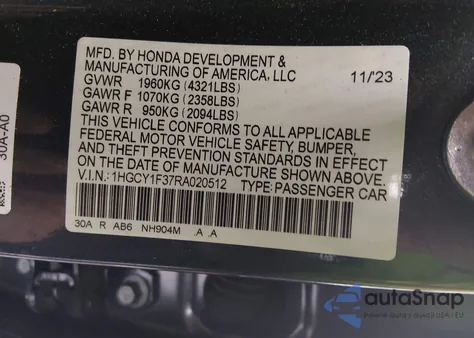 MFD. BY HONDA DEVELOPMENT &
MANUFACTURING OF AMERICA, LLC 11/'23
GVWR 1960KG (4321LBS)
GAWR F 1070KG (2358LBS)
GAWR R 950KG (2094LBS)
THIS VEHICLE CONFORMS TO ALL APPLICABLE
FEDERAL MOTOR VEHICLE SAFETY, BUMPER,
AND THEFT PREVENTION STANDARDS IN EFFECT
ON THE DATE OF MANUFACTURE SHOWN ABOVE.
V.I.N.:1HGCY1F37RA020512 TYPE:PASSENGER CAR
30A R AB6 NH904M A A
30A-A0
autoSnap